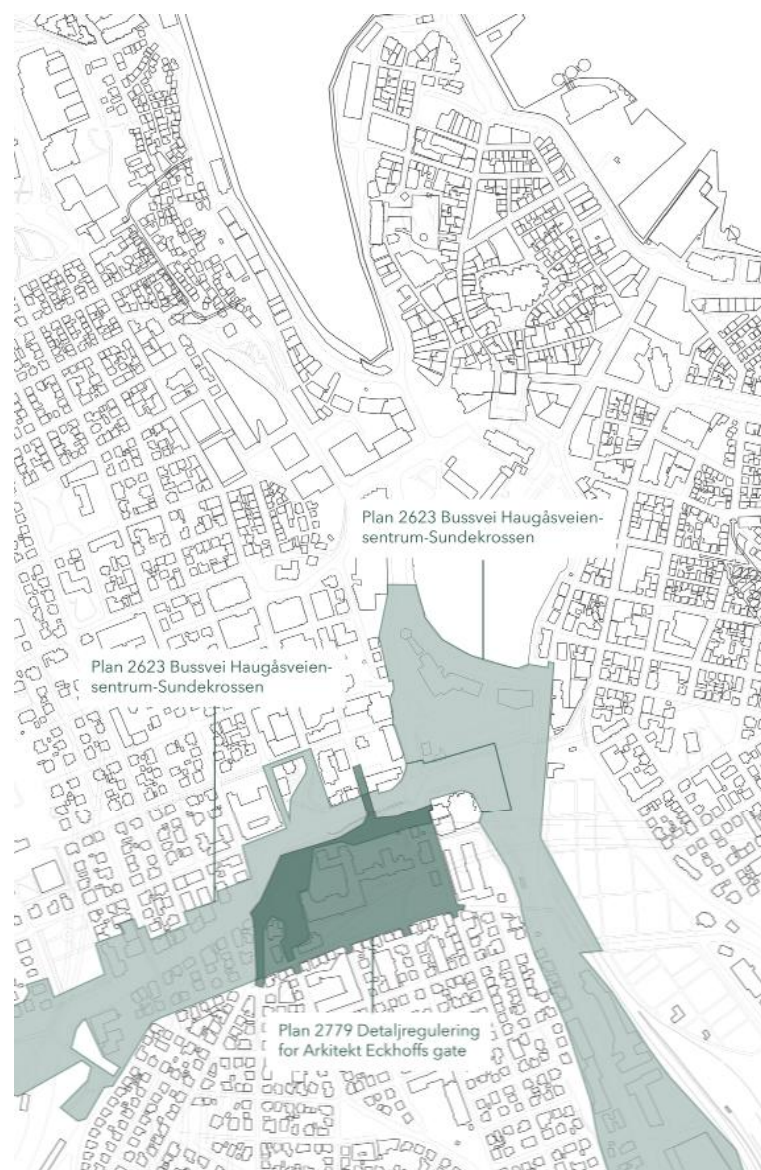 Plan 2623 Bussvei Haugåsveien-
sentrum-Sundekrossen
Plan 2623 Bussvei Haugåsveien-
sentrum-Sundekrossen
Plan 2779 Detaljregulering
for Arkitekt Eckhoffs gate